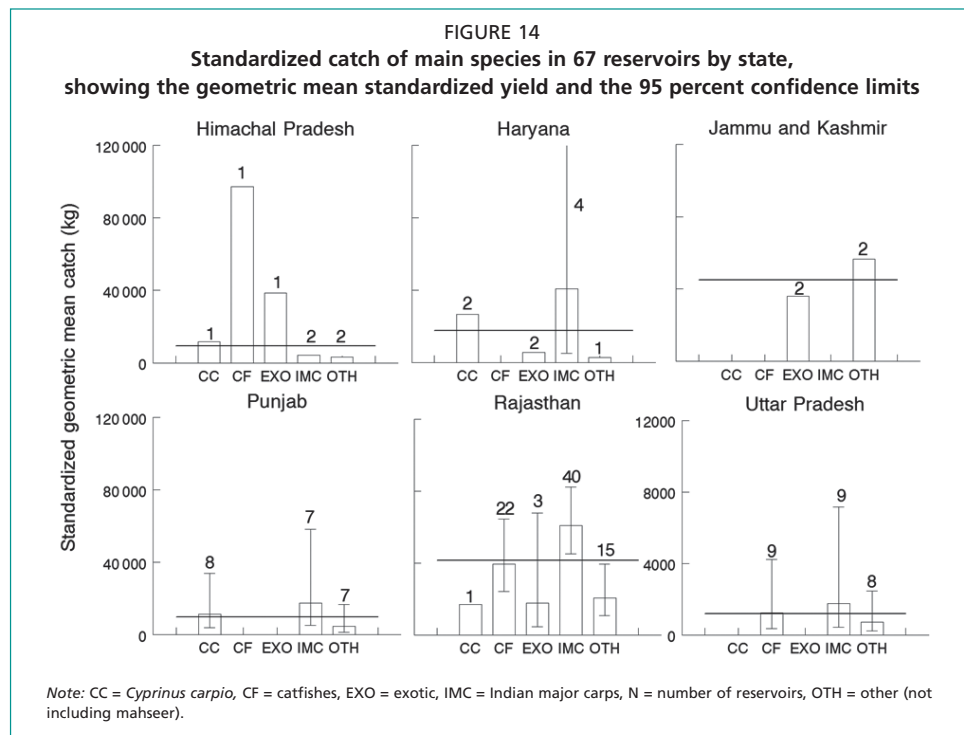 FIGURE 14
Standardized catch of main species in 67 reservoirs by state,
showing the geometric mean standardized yield and the 95 percent confidence limits
Standardized geometric mean catch (kg)
Himachal Pradesh
120 000
80 000
40 000
0
1
1
1
2 2
CC CF EXO IMC OTH
Haryana
2
2
4
1
CC CF EXO IMC OTH
Jammu and Kashmir
2
2
CC CF EXO IMC OTH
Punjab
120 000
80 000
40 000
0
8
7
7
CC CF EXO IMC OTH
Rajasthan
1
22
3
40
15
CC CF EXO IMC OTH
Uttar Pradesh
12000
8000
4000
0
9
9
8
CC CF EXO IMC OTH
Note: CC = Cyprinus carpio, CF = catfishes, EXO = exotic, IMC = Indian major carps, N = number of reservoirs, OTH = other (not
including mahseer).